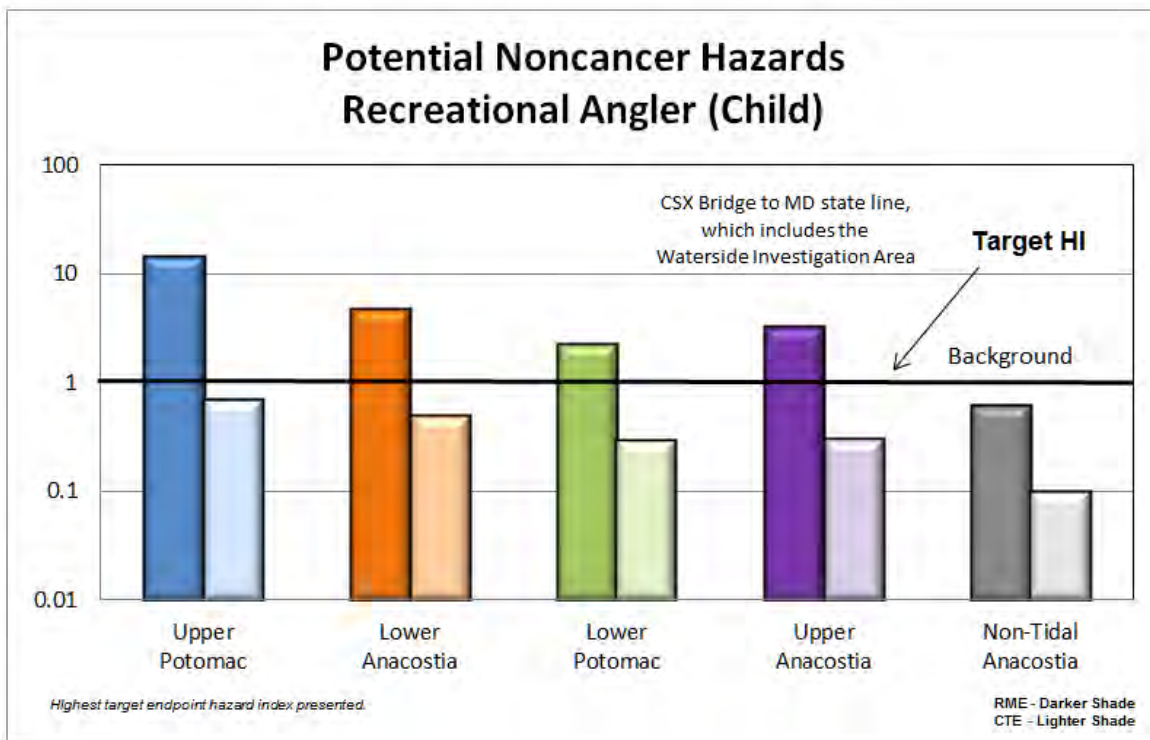 Potential Noncancer Hazards
Recreational Angler (Child)
100
10
1
0.1
0.01
CSX Bridge to MD state line,
which includes the
Waterside Investigation Area
Target HI
Background
Upper
Potomac
Lower
Anacostia
Lower
Potomac
Upper
Anacostia
Non-Tidal
Anacostia
Highest target endpoint hazard index presented.
RME - Darker Shade
CTE - Lighter Shade